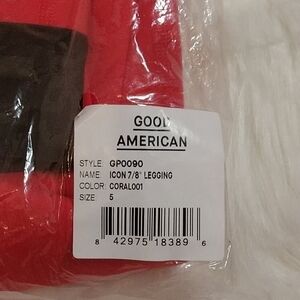 GOOD
AMERICAN
STYLE: GP0090
NAME: ICON 7/8" LEGGING
COLOR: CORAL001
SIZE: 5
8 42975 18389 6